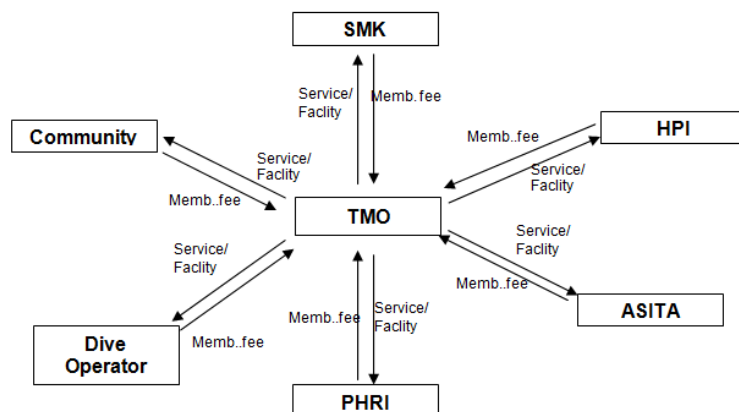 SMK
Service/
Faclity
Memb.fee
Community
HPI
Memb..fee
Service/
Faclity
Service/
Faclity
Memb..fee
TMO
Service/
Faclity
Service/
Faclity
Memb..fee
Dive
Operator
Memb..fee
Memb..fee
Service/
Faclity
ASITA
PHRI